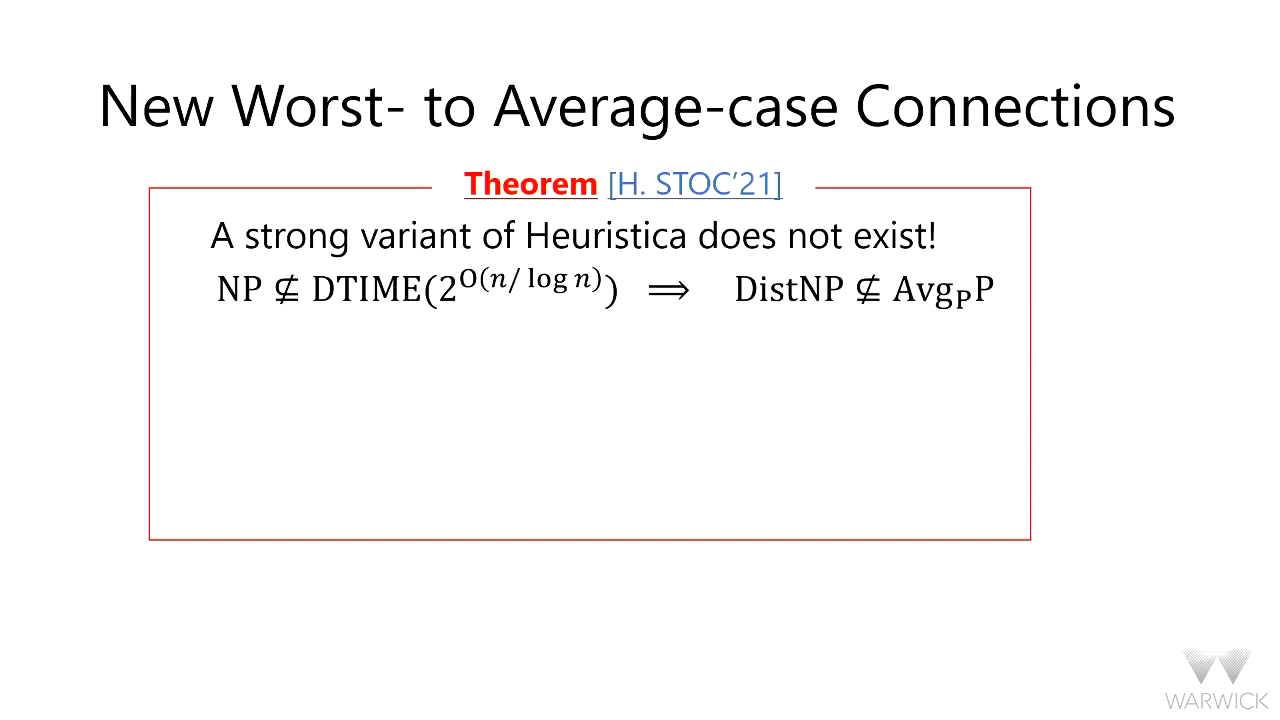 New Worst- to Average-case Connections
Theorem [H. STOC’21]
A strong variant of Heuristica does not exist!
NP ⊈ DTIME(2^{O(n/ log n)}) ⟹ DistNP ⊈ Avg_P P
WARWICK